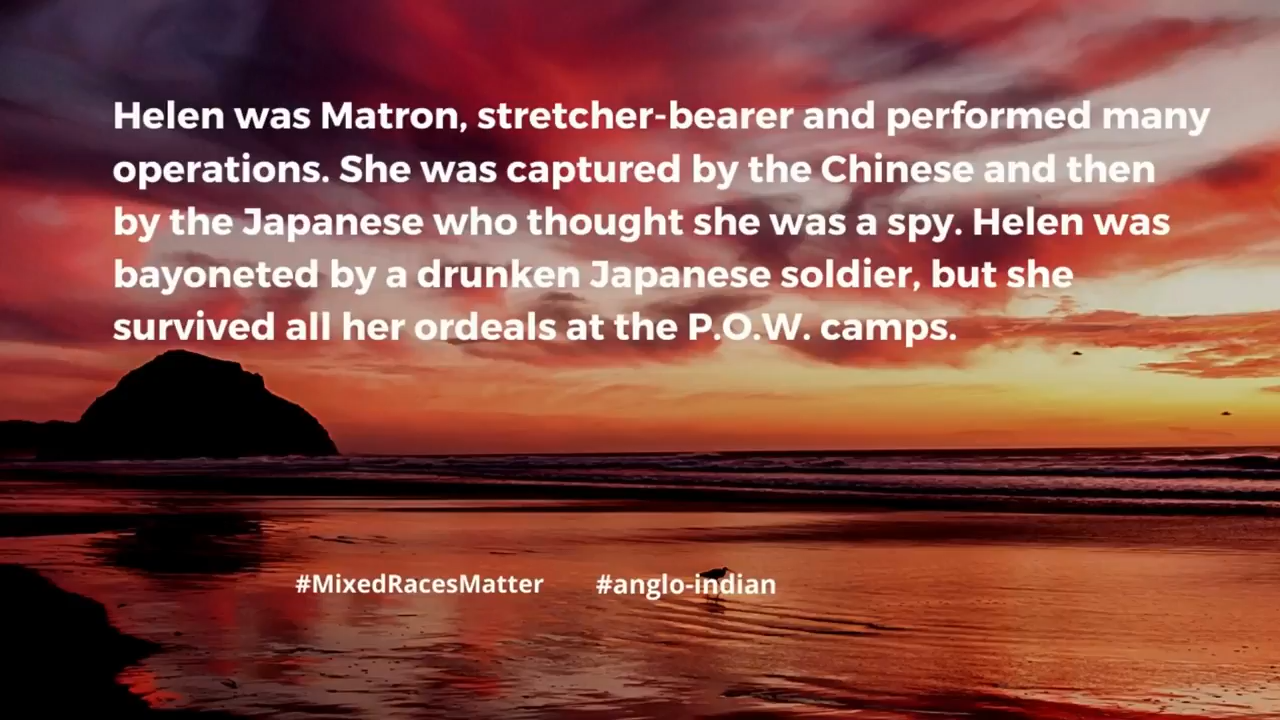 Helen was Matron, stretcher-bearer and performed many
operations. She was captured by the Chinese and then
by the Japanese who thought she was a spy. Helen was
bayoneted by a drunken Japanese soldier, but she
survived all her ordeals at the P.O.W. camps.
#MixedRacesMatter #anglo-indian